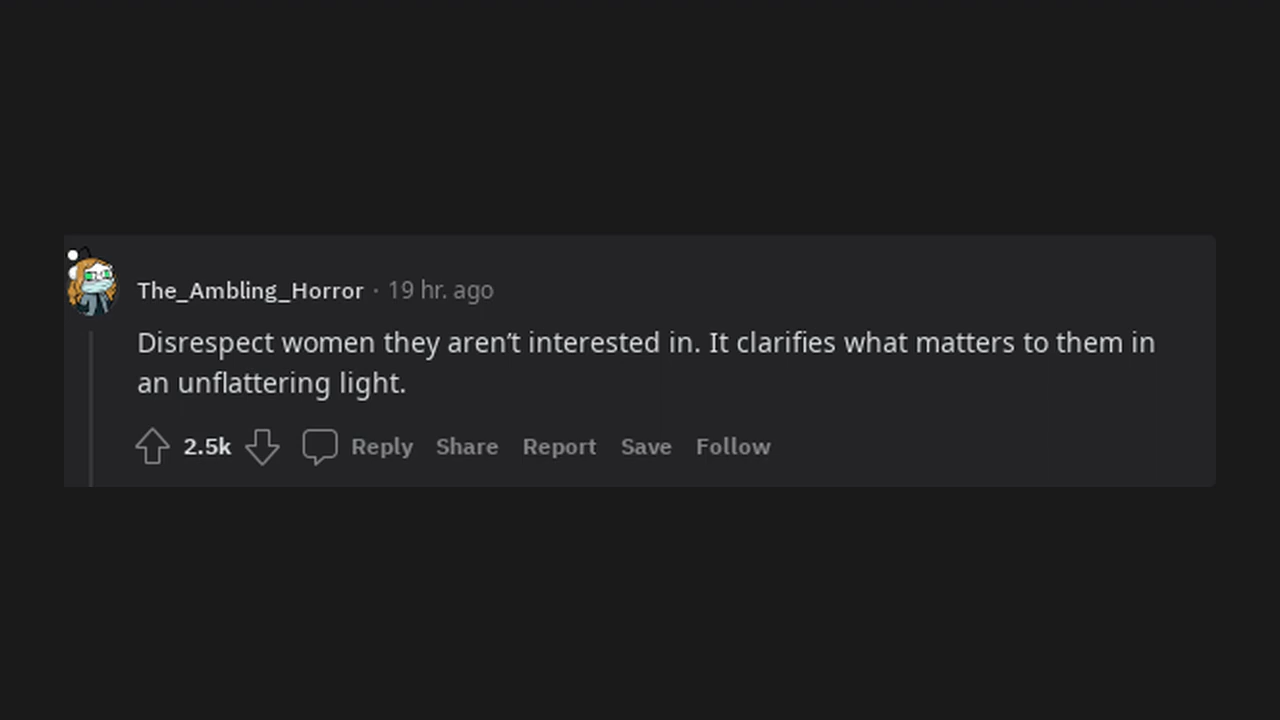 The_Ambling_Horror · 19 hr. ago
Disrespect women they aren't interested in. It clarifies what matters to them in
an unflattering light.
2.5k Reply Share Report Save Follow